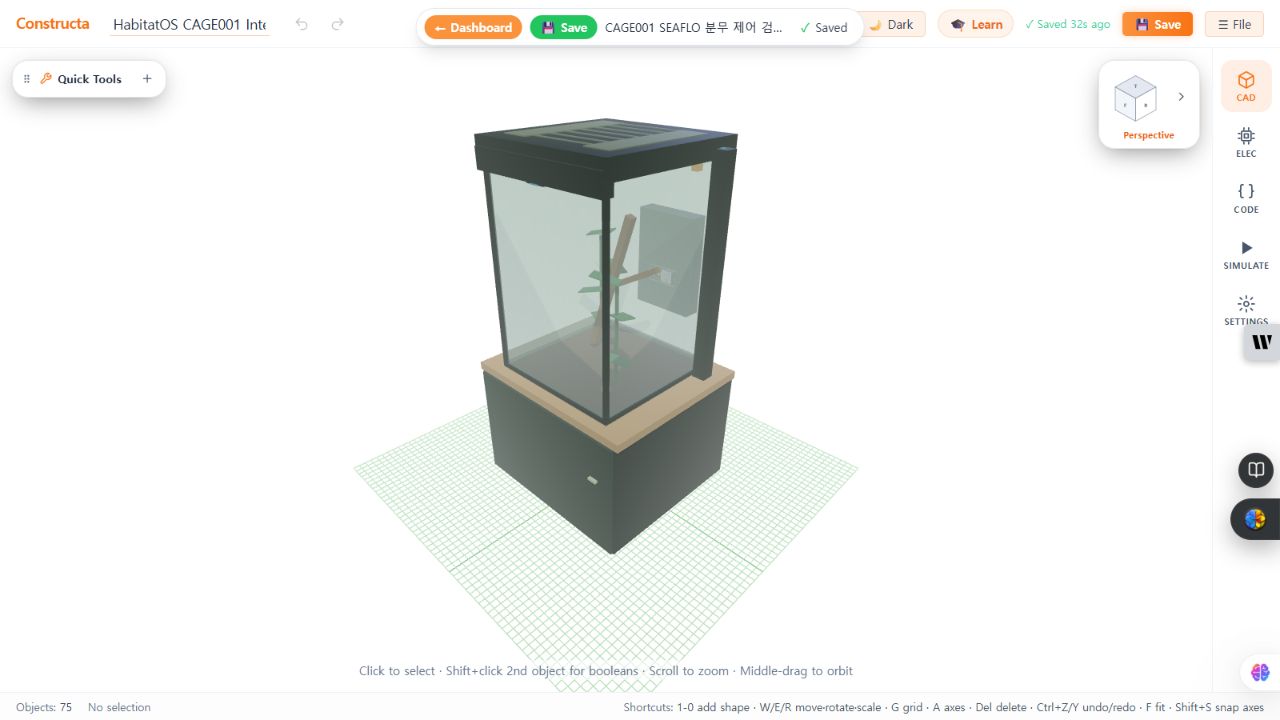 Constructa
HabitatOS CAGE001 Inte
← Dashboard
Save
CAGE001 SEAFLO 분무 제어 검...
✓ Saved
Dark
Learn
✓ Saved 32s ago
Save
☰ File
Quick Tools
+
Perspective
CAD
ELEC
CODE
SIMULATE
SETTINGS
Click to select · Shift+click 2nd object for booleans · Scroll to zoom · Middle-drag to orbit
Objects: 75 No selection
Shortcuts: 1-0 add shape · W/E/R move·rotate·scale · G grid · A axes · Del delete · Ctrl+Z/Y undo/redo · F fit · Shift+S snap axes